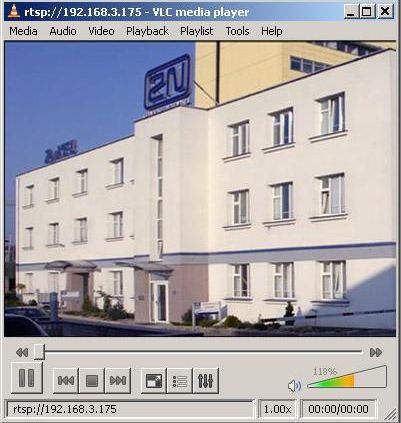 rtsp://192.168.3.175 - VLC media player
Media Audio Video Playback Playlist Tools Help
2N
118%
rtsp://192.168.3.175 1.00x 00:00/00:00